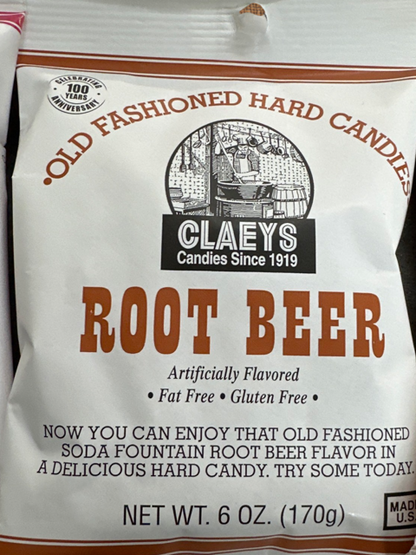 CELEBRATING
100
YEARS
ANNIVERSARY
•OLD FASHIONED HARD CANDIES
CLAEYS
Candies Since 1919
ROOT BEER
Artificially Flavored
• Fat Free • Gluten Free •
NOW YOU CAN ENJOY THAT OLD FASHIONED
SODA FOUNTAIN ROOT BEER FLAVOR IN
A DELICIOUS HARD CANDY. TRY SOME TODAY.
NET WT. 6 OZ. (170g)
MADE
U.S.